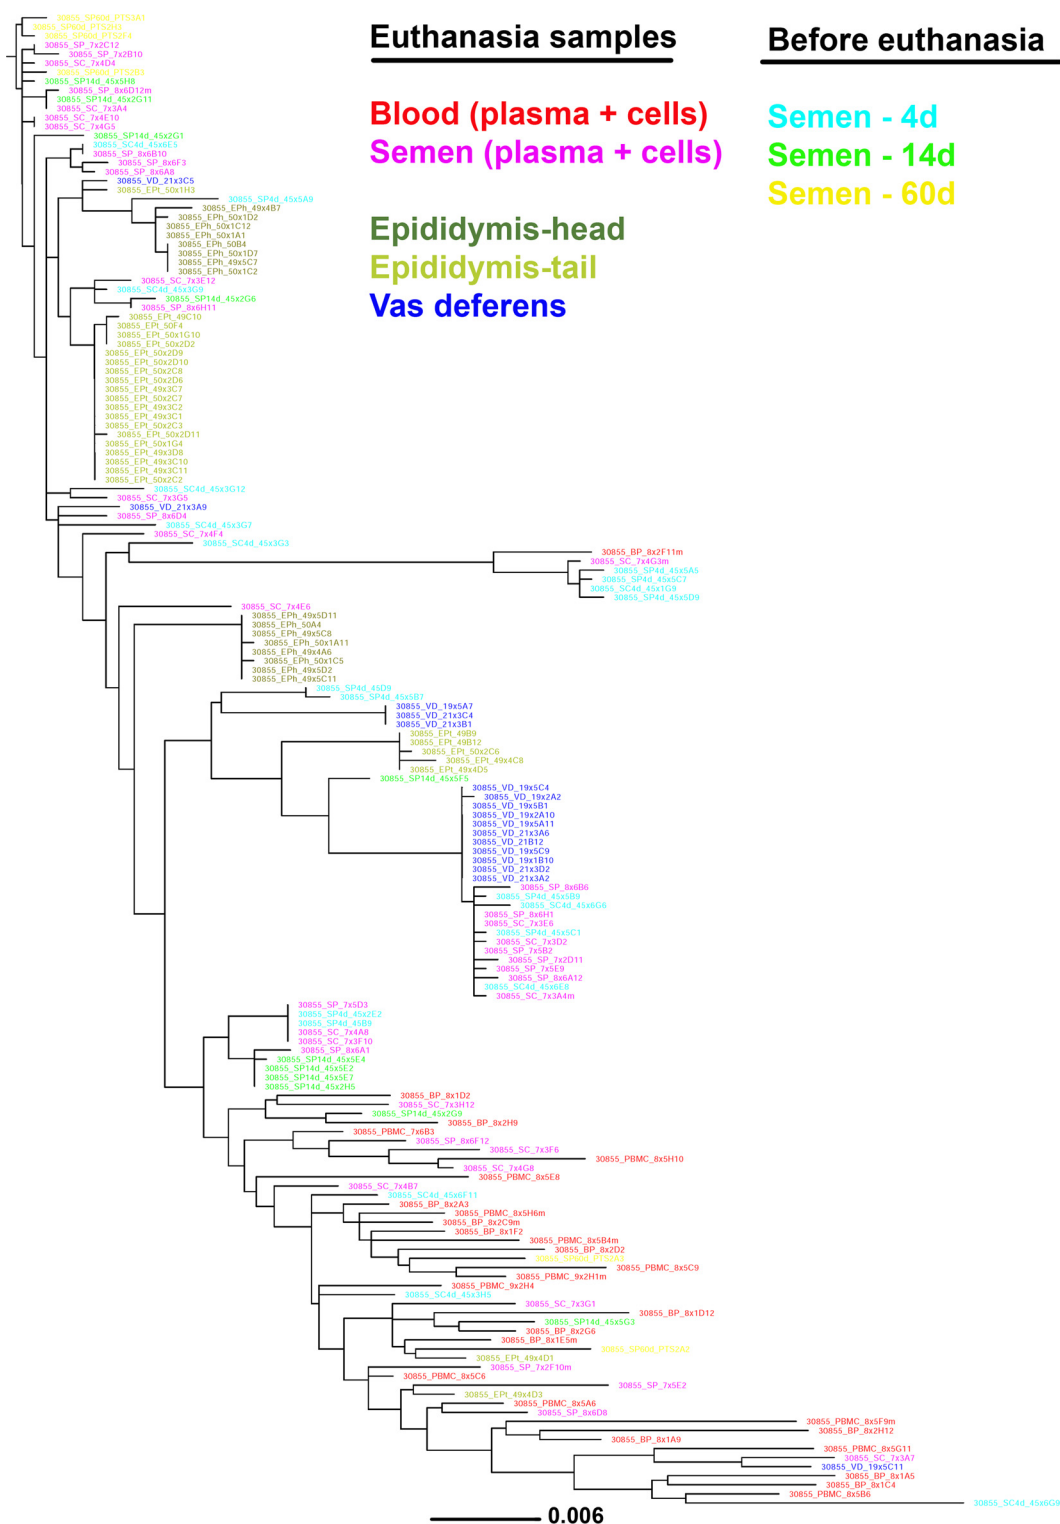 Euthanasia samples
Before euthanasia
Blood (plasma + cells)
Semen (plasma + cells)
Semen - 4d
Semen - 14d
Semen - 60d
Epididymis-head
Epididymis-tail
Vas deferens
30855_SP60d_PTS2A1
30855_SP_7x2C12
30855_SP_7x2B10
30855_SC_7x4D4
30855_SP14d_45x5H8
30855_SP_8x6D12m
30855_SP14d_45x2G11
30855_SC_7x3A4
30855_SC_7x4E10
30855_SC_7x4G5
30855_SP14d_45x2G1
30855_SC4d_45x6E5
30855_SP_8x6B10
30855_SP_8x6F3
30855_SP_8x6A8
30855_VD_21x3C5
30855_EPt_50x1H3
30855_SP4d_45x5A9
30855_EPh_49x4B7
30855_EPh_50x1D2
30855_EPh_50x1C12
30855_EPh_50x1A1
30855_EPh_50B4
30855_EPh_50x1D7
30855_EPh_49x5C7
30855_EPh_50x1C2
30855_SC_7x3E12
30855_SC4d_45x3G9
30855_SP14d_45x2G6
30855_SP_8x6H11
30855_EPt_49C10
30855_EPt_50F4
30855_EPt_50x1G10
30855_EPt_50x2D2
30855_EPt_50x2D9
30855_EPt_50x2D10
30855_EPt_50x2C8
30855_EPt_50x2D6
30855_EPt_49x3C7
30855_EPt_50x2C7
30855_EPt_49x3C2
30855_EPt_49x3C1
30855_EPt_50x2C3
30855_EPt_50x2D11
30855_EPt_50x1G4
30855_EPt_49x3D8
30855_EPt_49x3C10
30855_EPt_49x3C11
30855_EPt_50x2C2
30855_SC4d_45x3G12
30855_SC_7x3G5
30855_VD_21x3A9
30855_SP_8x6D4
30855_SC4d_45x3G7
30855_SC_7x4F4
30855_SC4d_45x3G3
30855_BP_8x2F11m
30855_SC_7x4G3m
30855_SP4d_45x5A5
30855_SP4d_45x5C7
30855_SC4d_45x1G9
30855_SP4d_45x5D9
30855_SC_7x4E6
30855_EPh_49x5D11
30855_EPh_50A4
30855_EPh_49x5C8
30855_EPh_50x1A11
30855_EPh_49x4A6
30855_EPh_50x1C5
30855_EPh_49x5D2
30855_EPh_49x5C11
30855_SP4d_45D9
30855_SP4d_45x5B7
30855_VD_19x5A7
30855_VD_21x3C4
30855_VD_21x3B1
30855_EPt_49B9
30855_EPt_49B12
30855_EPt_50x2C6
30855_EPt_49x4C8
30855_EPt_49x4D5
30855_SP14d_45x5F5
30855_VD_19x5C4
30855_VD_19x2A2
30855_VD_19x5B1
30855_VD_19x2A10
30855_VD_19x5A11
30855_VD_21x3A6
30855_VD_21B12
30855_VD_19x5C9
30855_VD_19x1B10
30855_VD_21x3D2
30855_VD_21x3A2
30855_SP_8x6B6
30855_SP4d_45x5B9
30855_SC4d_45x6G6
30855_SP_8x6H1
30855_SC_7x3E6
30855_SP4d_45x5C1
30855_SC_7x3D2
30855_SP_7x5B2
30855_SP_7x2D11
30855_SP_7x5E9
30855_SP_8x6A12
30855_SC4d_45x6E8
30855_SC_7x3A4m
30855_SP_7x5D3
30855_SP4d_45x2E2
30855_SP4d_45B9
30855_SC_7x4A8
30855_SC_7x3F10
30855_SP_8x6A1
30855_SP14d_45x5E4
30855_SP14d_45x5E2
30855_SP14d_45x5E7
30855_SP14d_45x2H5
30855_BP_8x1D2
30855_SC_7x3H12
30855_SP14d_45x2G9
30855_BP_8x2H9
30855_PBMC_7x6B3
30855_SP_8x6F12
30855_SC_7x3F6
30855_PBMC_8x5H10
30855_SC_7x4G8
30855_PBMC_8x5E8
30855_SC_7x4B7
30855_SC4d_45x6F11
30855_BP_8x2A3
30855_PBMC_8x5H6m
30855_BP_8x2C9m
30855_BP_8x1F2
30855_PBMC_8x5B4m
30855_BP_8x2D2
30855_PBMC_8x5C9
30855_PBMC_9x2H1m
30855_PBMC_9x2H4
30855_SC4d_45x3H5
30855_SC_7x3G1
30855_BP_8x1D12
30855_SP14d_45x5G3
30855_BP_8x2G6
30855_BP_8x1E5m
30855_SP60d_PTS2A2
30855_EPt_49x4D1
30855_SP_7x2F10m
30855_PBMC_8x5C6
30855_SP_7x5E2
30855_EPt_49x4D3
30855_PBMC_8x5A6
30855_SP_8x6D8
30855_PBMC_8x5F9m
30855_BP_8x2H12
30855_BP_8x1A9
30855_PBMC_8x5G11
30855_SC_7x3A7
30855_VD_19x5C11
30855_BP_8x1A5
30855_BP_8x1C4
30855_PBMC_8x5B6
30855_SC4d_45x6G9
0.006